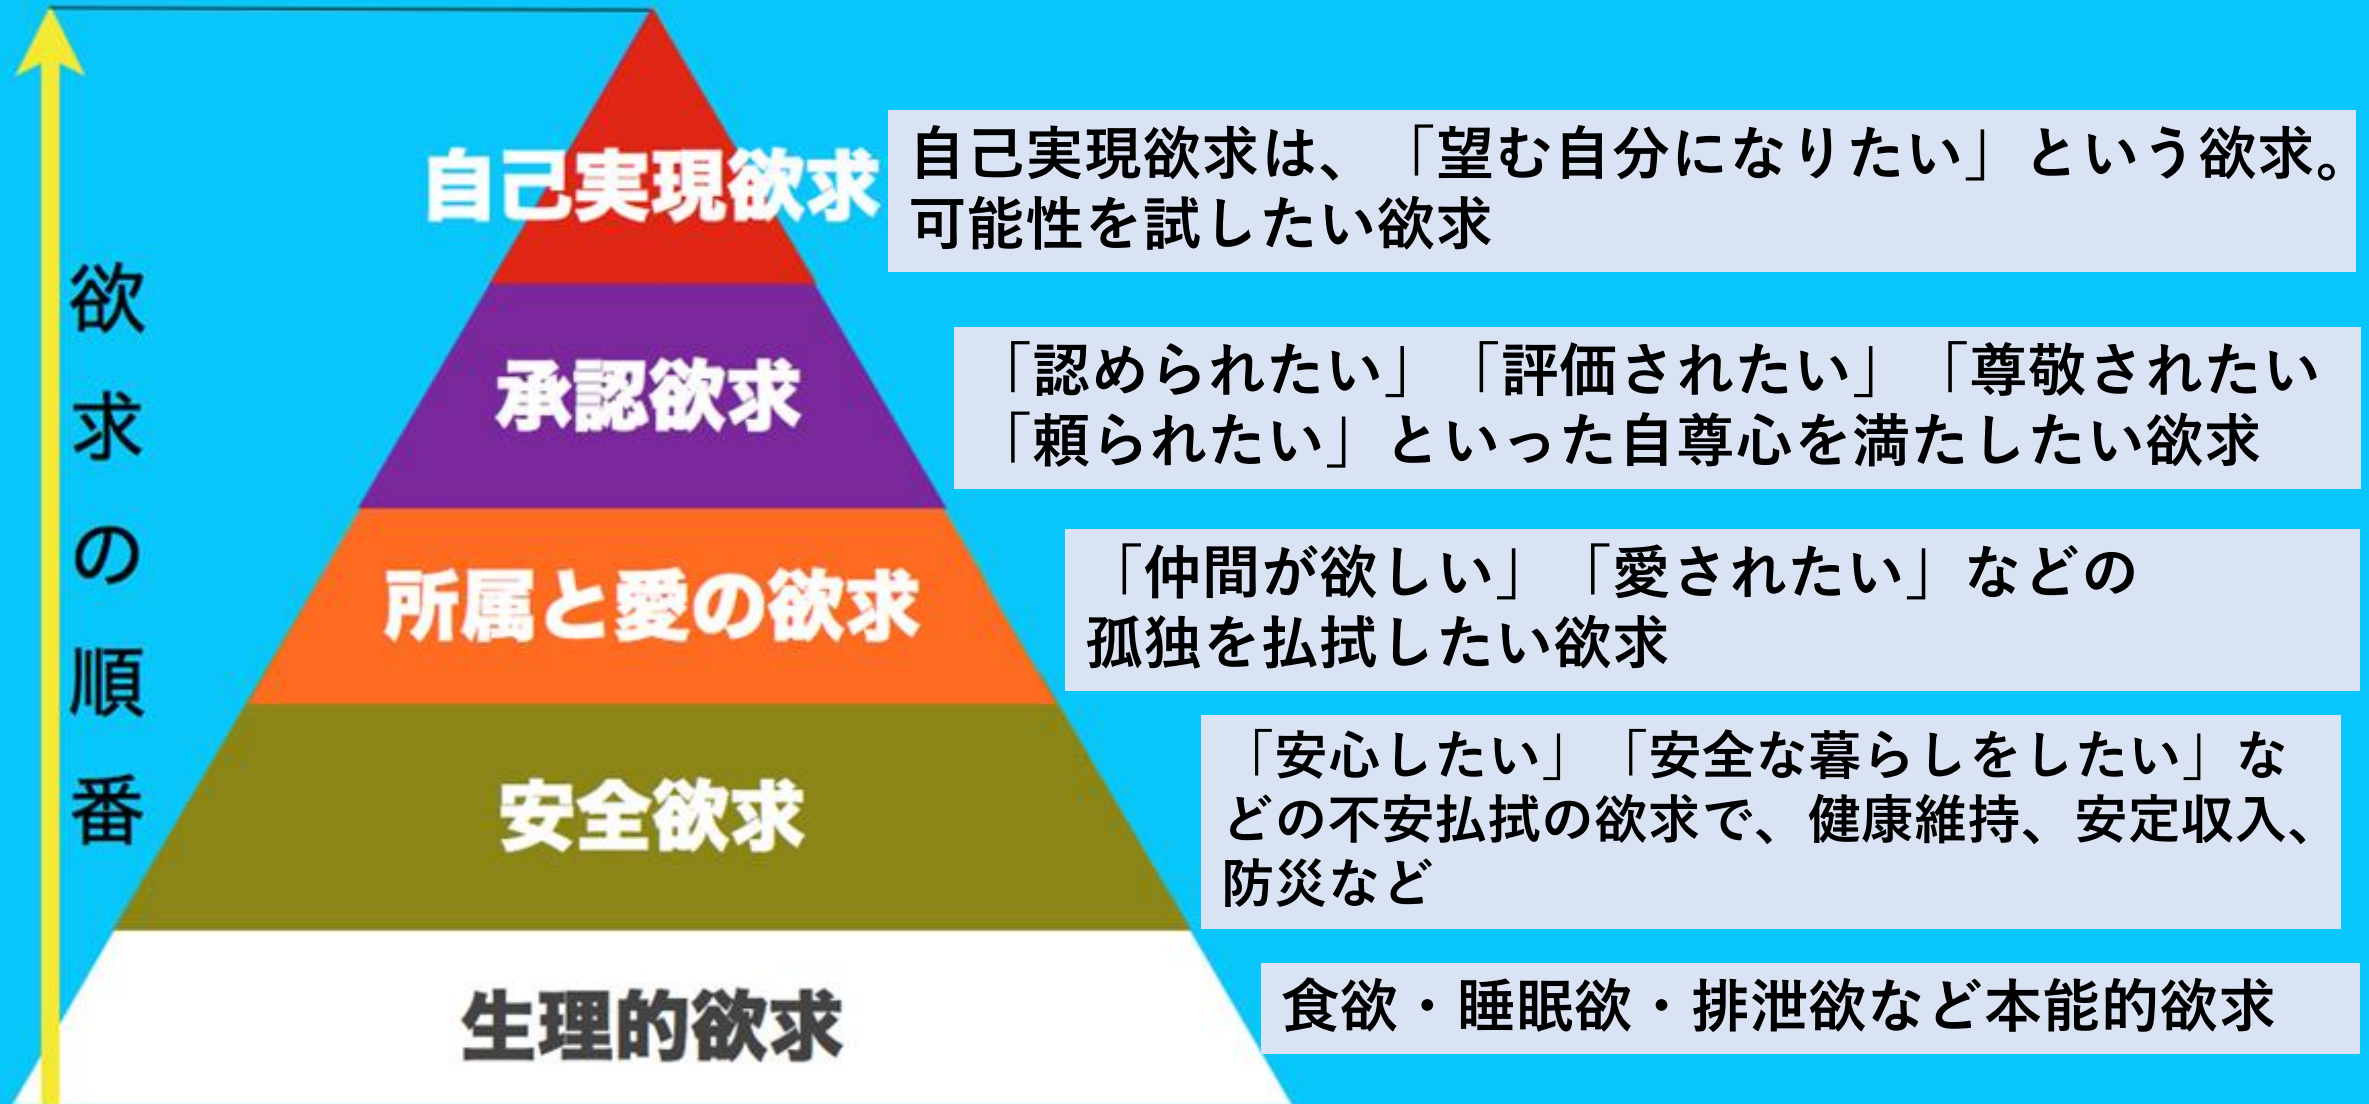 欲求の順番
自己実現欲求
自己実現欲求は、「望む自分になりたい」という欲求。
可能性を試したい欲求
承認欲求
「認められたい」「評価されたい」「尊敬されたい
「頼られたい」といった自尊心を満たしたい欲求
所属と愛の欲求
「仲間が欲しい」「愛されたい」などの
孤独を払拭したい欲求
安全欲求
「安心したい」「安全な暮らしをしたい」な
どの不安払拭の欲求で、健康維持、安定収入、
防災など
生理的欲求
食欲・睡眠欲・排泄欲など本能的欲求